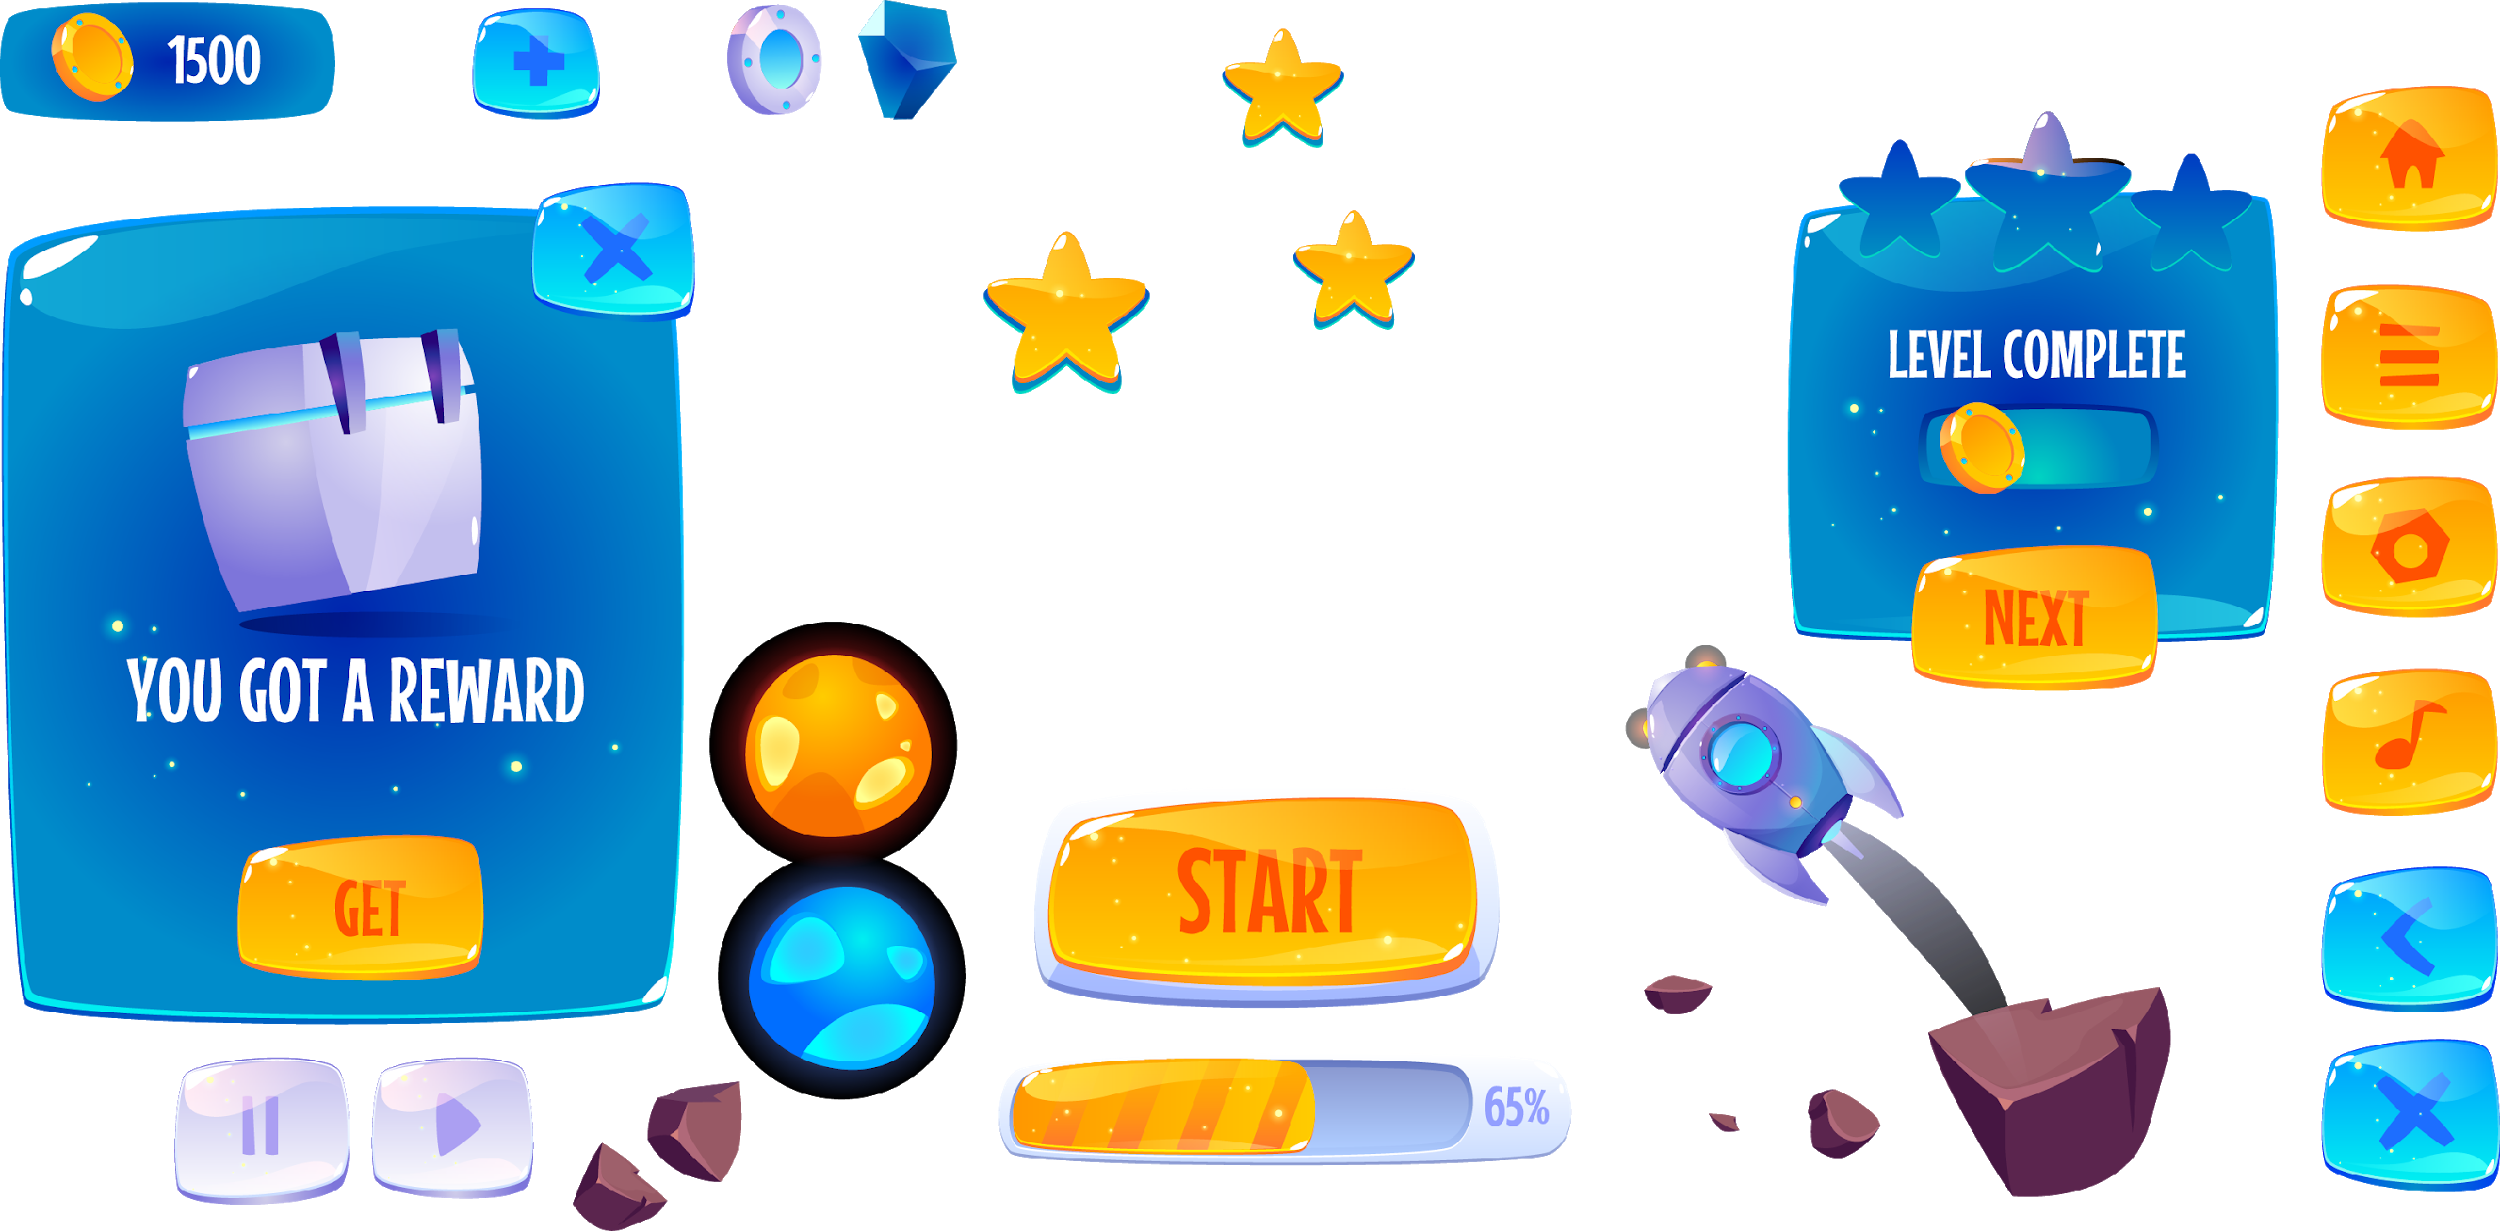 1500
LEVEL COMPLETE
NEXT
YOU GOT A REWARD
GET
START
65%